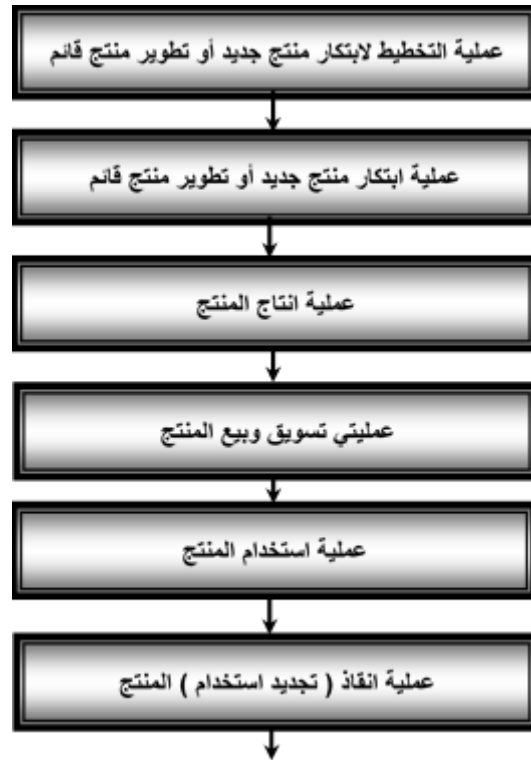 عملية التخطيط لابتكار منتج جديد أو تطوير منتج قائم
عملية ابتكار منتج جديد أو تطوير منتج قائم
عملية انتاج المنتج
عمليتي تسويق وبيع المنتج
عملية استخدام المنتج
عملية انقاذ ( تجديد استخدام ) المنتج